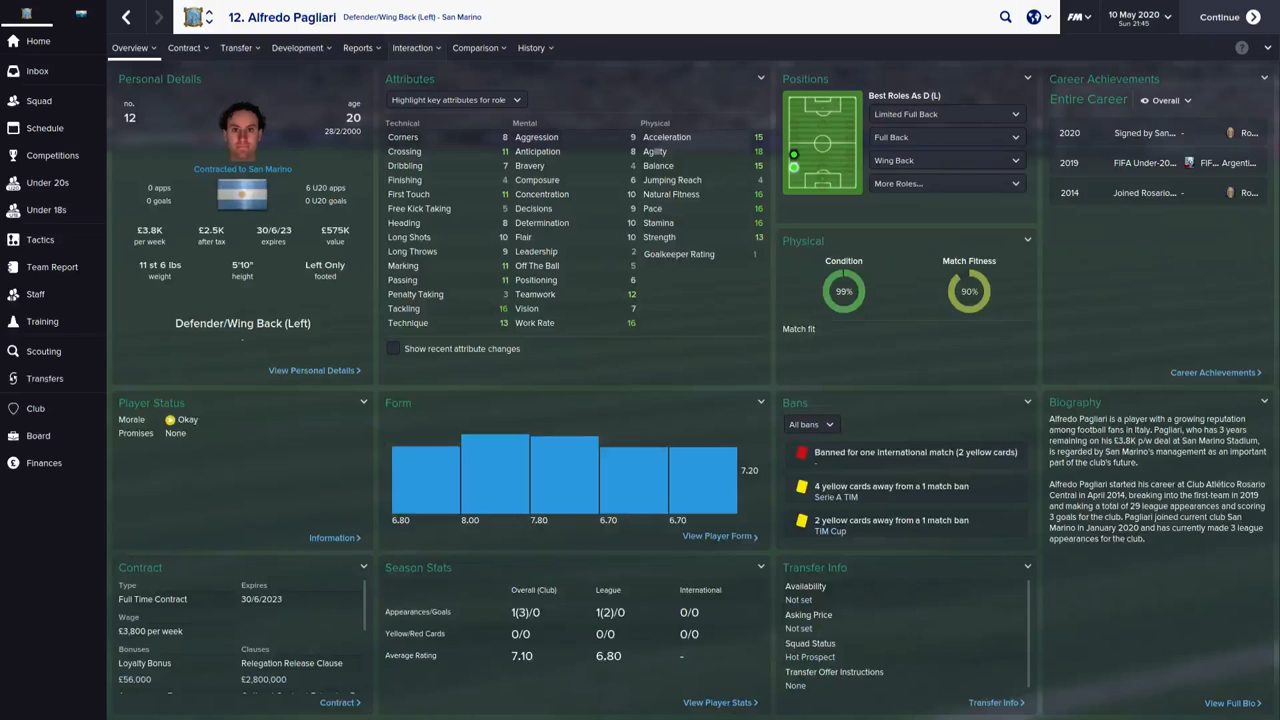 12. Alfredo Pagliari
Defender/Wing Back (Left) - San Marino
FM
10 May 2020
Sun 21:45
Continue
Home
Inbox
Squad
Schedule
Competitions
Under 20s
Under 18s
Tactics
Team Report
Staff
Training
Scouting
Transfers
Club
Board
Finances
Overview
Contract
Transfer
Development
Reports
Interaction
Comparison
History
?
Personal Details
no.
12
age
20
28/2/2000
Contracted to San Marino
0 apps
0 goals
6 U20 apps
0 U20 goals
£3.8K
per week
£2.5K
after tax
30/6/23
expires
£575K
value
11 st 6 lbs
weight
5'10"
height
Left Only
footed
Defender/Wing Back (Left)
-
View Personal Details
Attributes
Highlight key attributes for role
Technical Mental Physical
Corners 8 Aggression 9 Acceleration 15
Crossing 11 Anticipation 8 Agility 18
Dribbling 7 Bravery 4 Balance 15
Finishing 4 Composure 6 Jumping Reach 4
First Touch 11 Concentration 10 Natural Fitness 16
Free Kick Taking 5 Decisions 9 Pace 16
Heading 8 Determination 10 Stamina 16
Long Shots 10 Flair 10 Strength 13
Long Throws 9 Leadership 2 Goalkeeper Rating 1
Marking 11 Off The Ball 5
Passing 11 Positioning 6
Penalty Taking 3 Teamwork 12
Tackling 16 Vision 7
Technique 13 Work Rate 16
Show recent attribute changes
Positions
Best Roles As D (L)
Limited Full Back
Full Back
Wing Back
More Roles...
Physical
Condition
99%
Match Fitness
90%
Match fit
Career Achievements
Entire Career
Overall
2020 Signed by San... - Ro...
2019 FIFA Under-20... FIF... Argenti...
2014 Joined Rosario... - Ro...
Career Achievements
Player Status
Morale Okay
Promises None
Information
Form
7.20
6.80 8.00 7.80 6.70 6.70
View Player Form
Bans
All bans
Banned for one international match (2 yellow cards)
-
4 yellow cards away from a 1 match ban
Serie A TIM
2 yellow cards away from a 1 match ban
TIM Cup
Biography
Alfredo Pagliari is a player with a growing reputation
among football fans in Italy. Pagliari, who has 3 years
remaining on his £3.8K p/w deal at San Marino Stadium,
is regarded by San Marino's management as an important
part of the club's future.
Alfredo Pagliari started his career at Club Atlético Rosario
Central in April 2014, breaking into the first-team in 2019
and making a total of 29 league appearances and scoring
3 goals for the club. Pagliari joined current club San
Marino in January 2020 and has currently made 3 league
appearances for the club.
View Full Bio
Contract
Type
Full Time Contract
Expires
30/6/2023
Wage
£3,800 per week
Bonuses
Loyalty Bonus
£56,000
Clauses
Relegation Release Clause
£2,800,000
Contract
Season Stats
Overall (Club) League International
Appearances/Goals 1(3)/0 1(2)/0 0/0
Yellow/Red Cards 0/0 0/0 0/0
Average Rating 7.10 6.80 -
View Player Stats
Transfer Info
Availability
Not set
Asking Price
Not set
Squad Status
Hot Prospect
Transfer Offer Instructions
None
Transfer Info